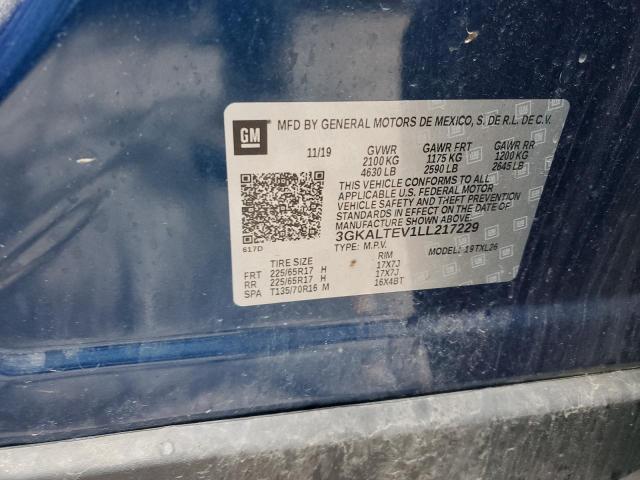 GM MFD BY GENERAL MOTORS DE MEXICO, S. DE R.L. DE C.V.
11/19 GVWR GAWR FRT GAWR RR
2100 KG 1175 KG 1200 KG
4630 LB 2590 LB 2645 LB
THIS VEHICLE CONFORMS TO ALL
APPLICABLE U.S. FEDERAL MOTOR
VEHICLE SAFETY AND THEFT PREVENTION
STANDARDS IN EFFECT ON THE DATE OF
MANUFACTURE SHOWN ABOVE.
3GKALTEV1LL217229
617D
TYPE: M.P.V. MODEL: 19TXL26
TIRE SIZE RIM
FRT 225/65R17 H 17X7J
RR 225/65R17 H 17X7J
SPA T135/70R16 M 16X4BT